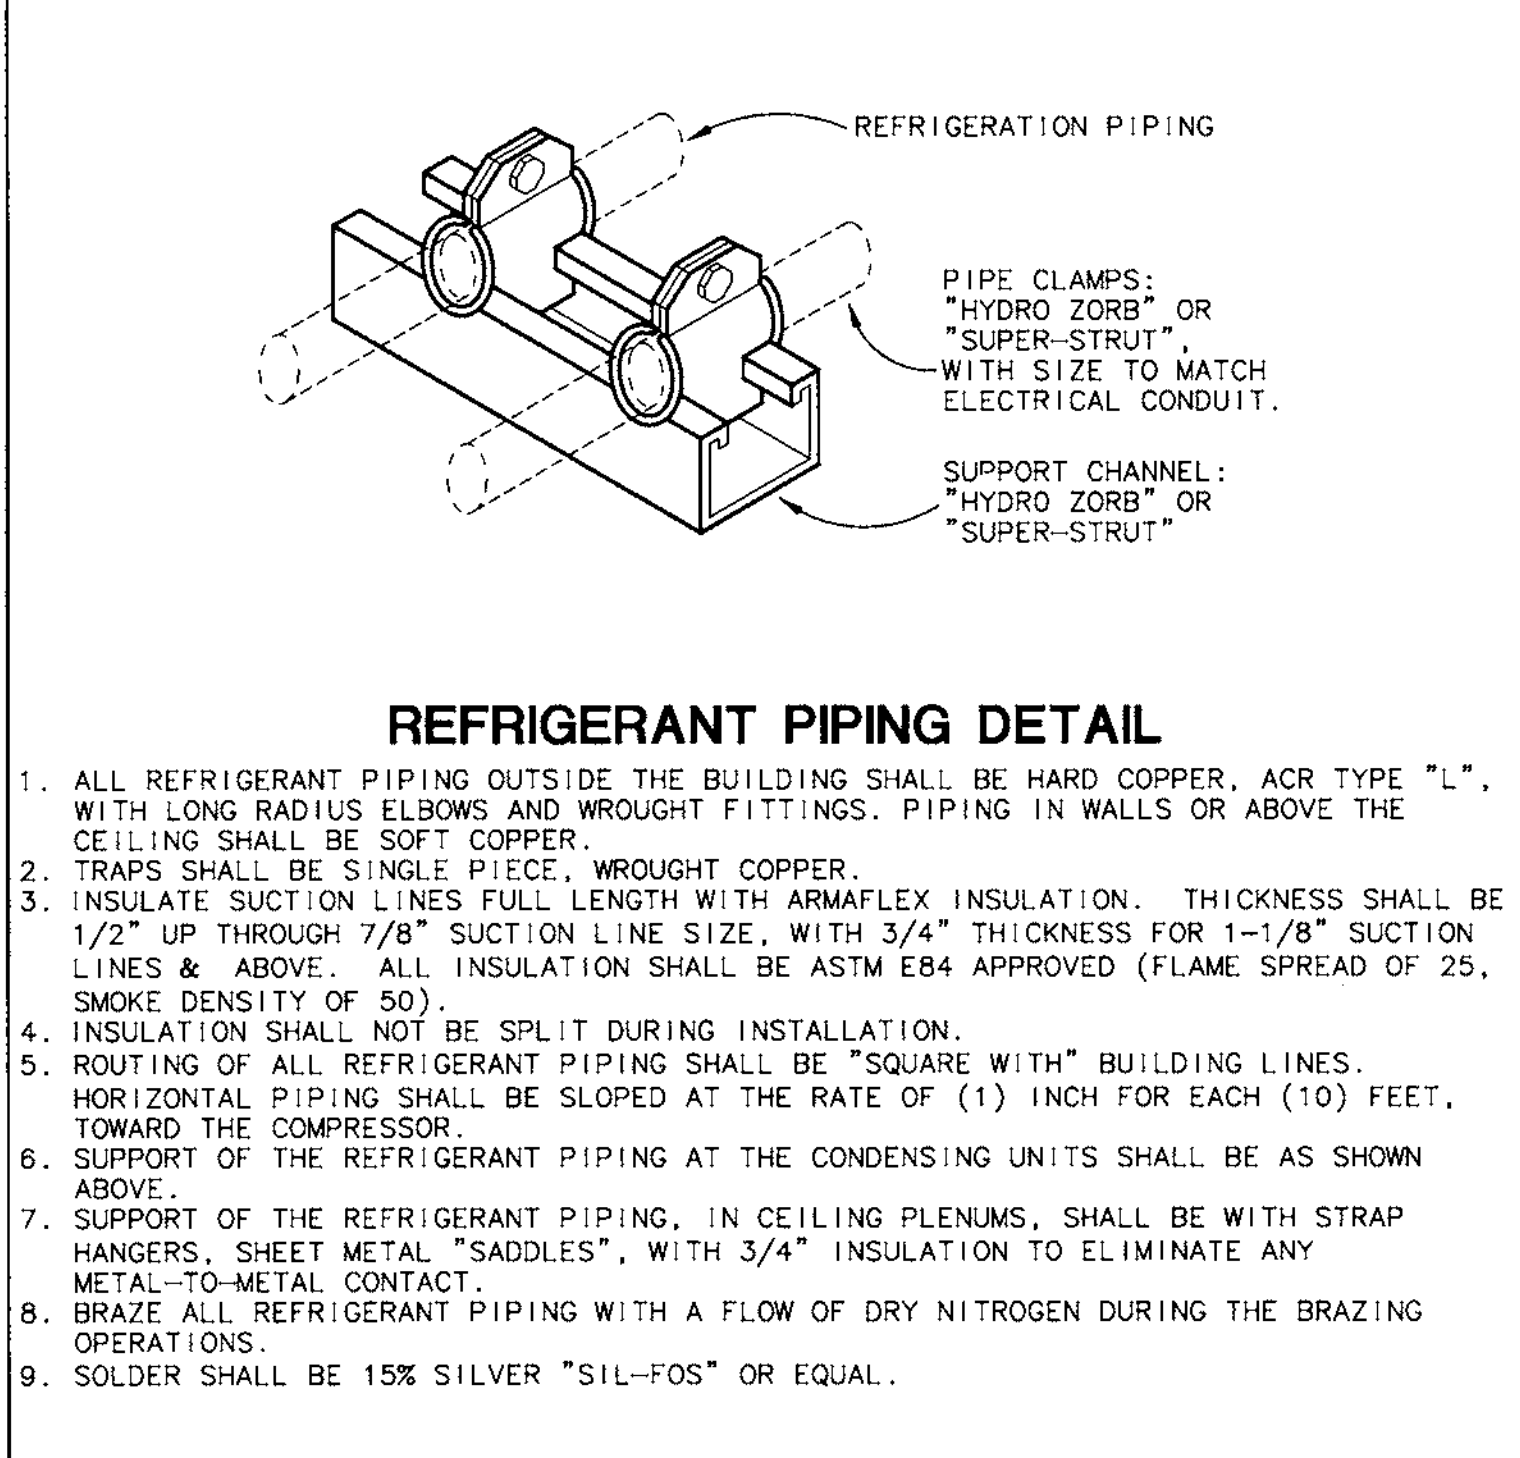 REFRIGERATION PIPING
PIPE CLAMPS:
"HYDRO ZORB" OR
"SUPER-STRUT",
WITH SIZE TO MATCH
ELECTRICAL CONDUIT.
SUPPORT CHANNEL:
"HYDRO ZORB" OR
"SUPER-STRUT"
REFRIGERANT PIPING DETAIL
1. ALL REFRIGERANT PIPING OUTSIDE THE BUILDING SHALL BE HARD COPPER, ACR TYPE "L",
WITH LONG RADIUS ELBOWS AND WROUGHT FITTINGS. PIPING IN WALLS OR ABOVE THE
CEILING SHALL BE SOFT COPPER.
2. TRAPS SHALL BE SINGLE PIECE, WROUGHT COPPER.
3. INSULATE SUCTION LINES FULL LENGTH WITH ARMAFLEX INSULATION. THICKNESS SHALL BE
1/2" UP THROUGH 7/8" SUCTION LINE SIZE, WITH 3/4" THICKNESS FOR 1-1/8" SUCTION
LINES & ABOVE. ALL INSULATION SHALL BE ASTM E84 APPROVED (FLAME SPREAD OF 25,
SMOKE DENSITY OF 50).
4. INSULATION SHALL NOT BE SPLIT DURING INSTALLATION.
5. ROUTING OF ALL REFRIGERANT PIPING SHALL BE "SQUARE WITH" BUILDING LINES.
HORIZONTAL PIPING SHALL BE SLOPED AT THE RATE OF (1) INCH FOR EACH (10) FEET,
TOWARD THE COMPRESSOR.
6. SUPPORT OF THE REFRIGERANT PIPING AT THE CONDENSING UNITS SHALL BE AS SHOWN
ABOVE.
7. SUPPORT OF THE REFRIGERANT PIPING, IN CEILING PLENUMS, SHALL BE WITH STRAP
HANGERS, SHEET METAL "SADDLES", WITH 3/4" INSULATION TO ELIMINATE ANY
METAL-TO-METAL CONTACT.
8. BRAZE ALL REFRIGERANT PIPING WITH A FLOW OF DRY NITROGEN DURING THE BRAZING
OPERATIONS.
9. SOLDER SHALL BE 15% SILVER "SIL-FOS" OR EQUAL.